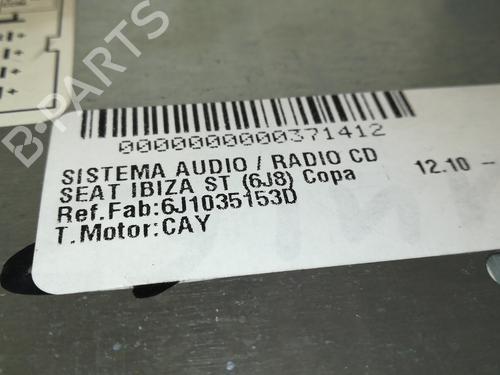 B-PARTS
0000000000371412
SISTEMA AUDIO / RADIO CD
SEAT IBIZA ST (6J8) Copa
12.10 -
Ref.Fab:6J1035153D
T.Motor:CAY